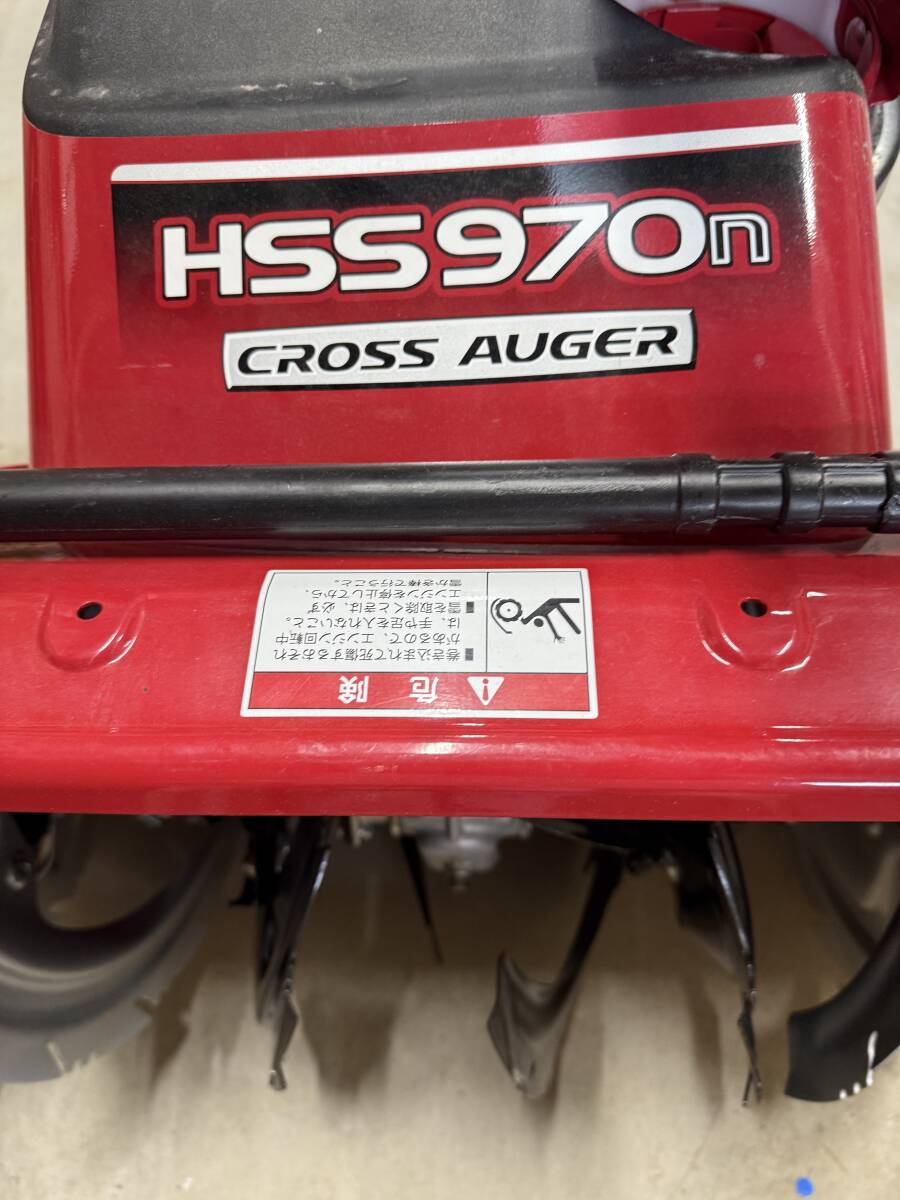 HSS970n
CROSS AUGER
危険
■巻き込まれて死傷するおそれ
があるので、エンジン回転中
は、手や足を入れないこと。
■雪を取除くときは、必ず
エンジンを停止してから、
雪かき棒で行うこと。